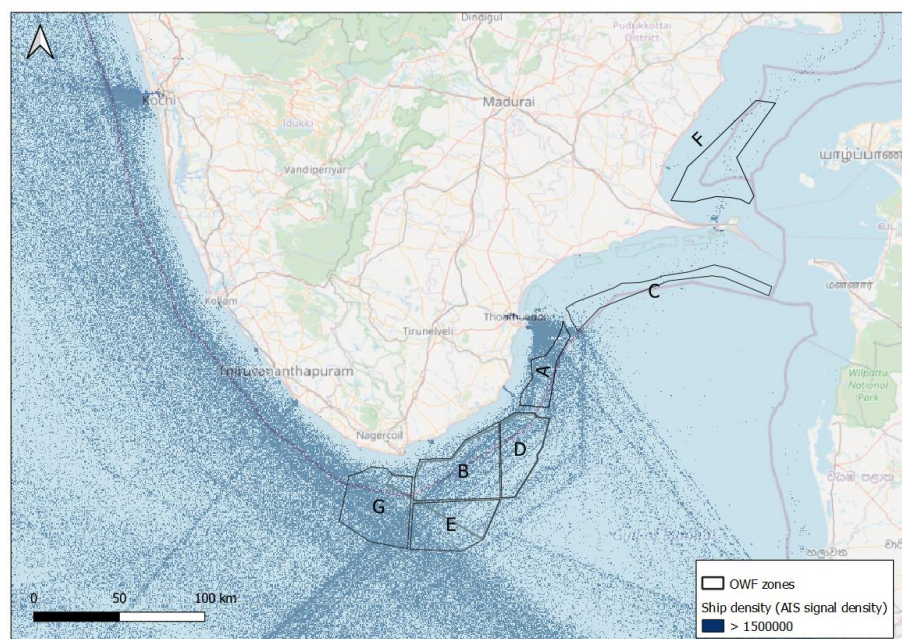 Dindigul
Pudukkottai
District
Kochi
Madurai
Idukki
F
Vandiperiyar
யாழ்ப்பாண
C
மன்னார்
Kollam
Tirunelveli
Thiruvananthapuram
A
Wilpattu
National
Park
Nagercoil
D
B
G
E
0 50 100 km
OWF zones
Ship density (AIS signal density)
> 1500000